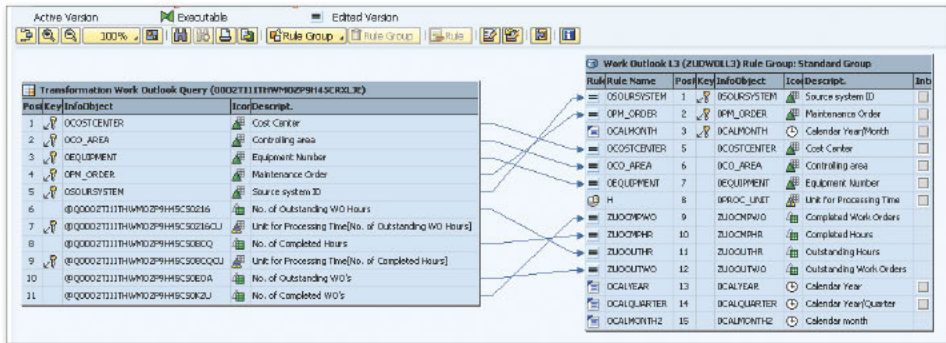 Active Version Executable Edited Version
100% Rule Group Rule Group Rule
Work Outlook L3 (ZUOWOLL3) Rule Group: Standard Group
Rule Rule Name Posi Key InfoObject Icon Descript. Inb
0SOURSYSTEM 1 0SOURSYSTEM Source system ID
0PM_ORDER 2 0PM_ORDER Maintenance Order
0CALMONTH 3 0CALMONTH Calendar Year/Month
0COSTCENTER 5 0COSTCENTER Cost Center
0CO_AREA 6 0CO_AREA Controlling area
0EQUIPMENT 7 0EQUIPMENT Equipment Number
H 8 0PROC_UNIT Unit for Processing Time
ZUOCMPWO 9 ZUOCMPWO Completed Work Orders
ZUOCMPHR 10 ZUOCMPHR Completed Hours
ZUOOUTHR 11 ZUOOUTHR Outstanding Hours
ZUOOUTWO 12 ZUOOUTWO Outstanding Work Orders
0CALYEAR 13 0CALYEAR Calendar Year
0CALQUARTER 14 0CALQUARTER Calendar Year/Quarter
0CALMONTH2 15 0CALMONTH2 Calendar month
Transformation Work Outlook Query
Posi Key InfoObject Icon Descript.
1 0COSTCENTER Cost Center
2 0CO_AREA Controlling area
3 0EQUIPMENT Equipment Number
4 0PM_ORDER Maintenance Order
5 0SOURSYSTEM Source system ID
6 No. of Outstanding WO Hours
7 Unit for Processing Time[No. of Outstanding WO Hours]
8 No. of Completed Hours
9 Unit for Processing Time[No. of Completed Hours]
10 No. of Outstanding WO's
11 No. of Completed WO's